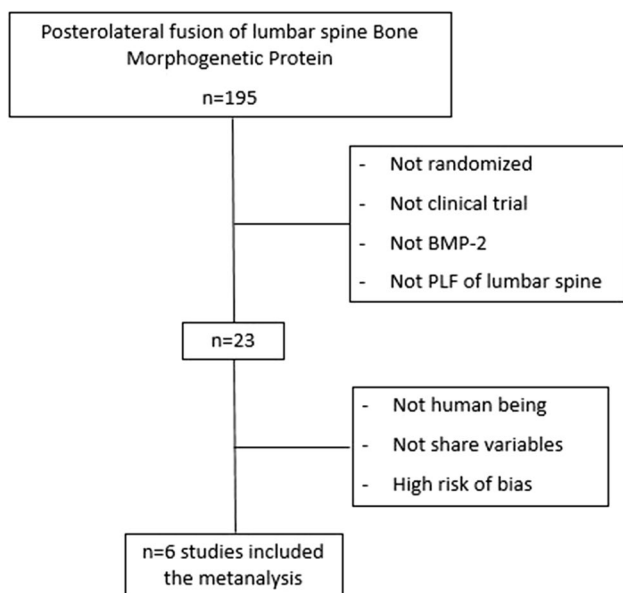 Posterolateral fusion of lumbar spine Bone
Morphogenetic Protein
n=195
- Not randomized
- Not clinical trial
- Not BMP-2
- Not PLF of lumbar spine
n=23
- Not human being
- Not share variables
- High risk of bias
n=6 studies included
the metanalysis